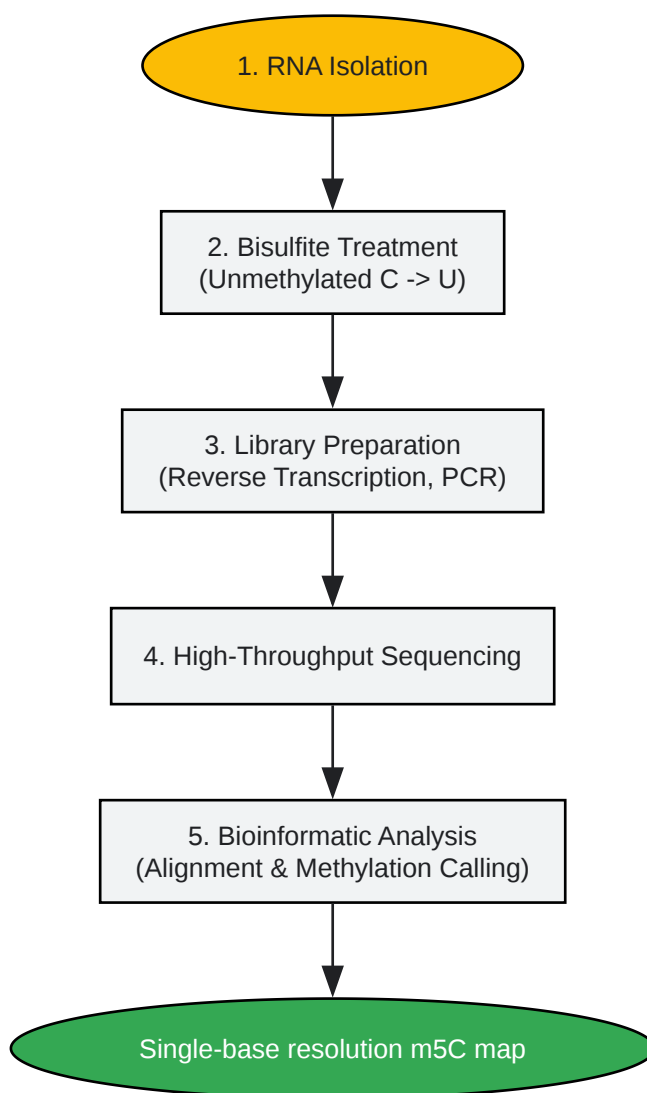 1. RNA Isolation
2. Bisulfite Treatment
(Unmethylated C -> U)
3. Library Preparation
(Reverse Transcription, PCR)
4. High-Throughput Sequencing
5. Bioinformatic Analysis
(Alignment & Methylation Calling)
Single-base resolution m5C map